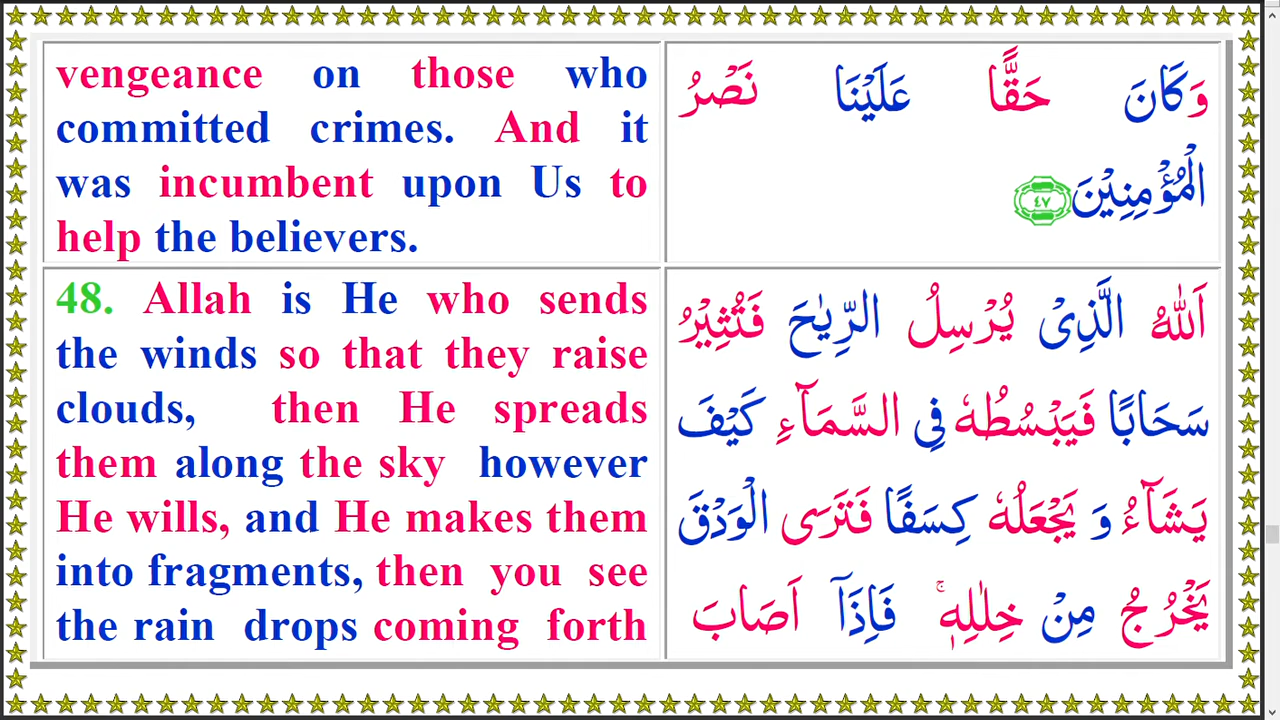 vengeance on those who
committed crimes. And it
was incumbent upon Us to
help the believers.
وَكَانَ حَقًّا عَلَيْنَا نَصْرُ
الْمُؤْمِنِيْنَ ٤٧
48. Allah is He who sends
the winds so that they raise
clouds, then He spreads
them along the sky however
He wills, and He makes them
into fragments, then you see
the rain drops coming forth
اَللّٰهُ الَّذِىْ يُرْسِلُ الرِّيٰحَ فَتُثِيْرُ
سَحَابًا فَيَبْسُطُهٗ فِى السَّمَآءِ كَيْفَ
يَشَآءُ وَ يَجْعَلُهٗ كِسَفًا فَتَرَى الْوَدْقَ
يَخْرُجُ مِنْ خِلٰلِهٖۚ فَاِذَآ اَصَابَ